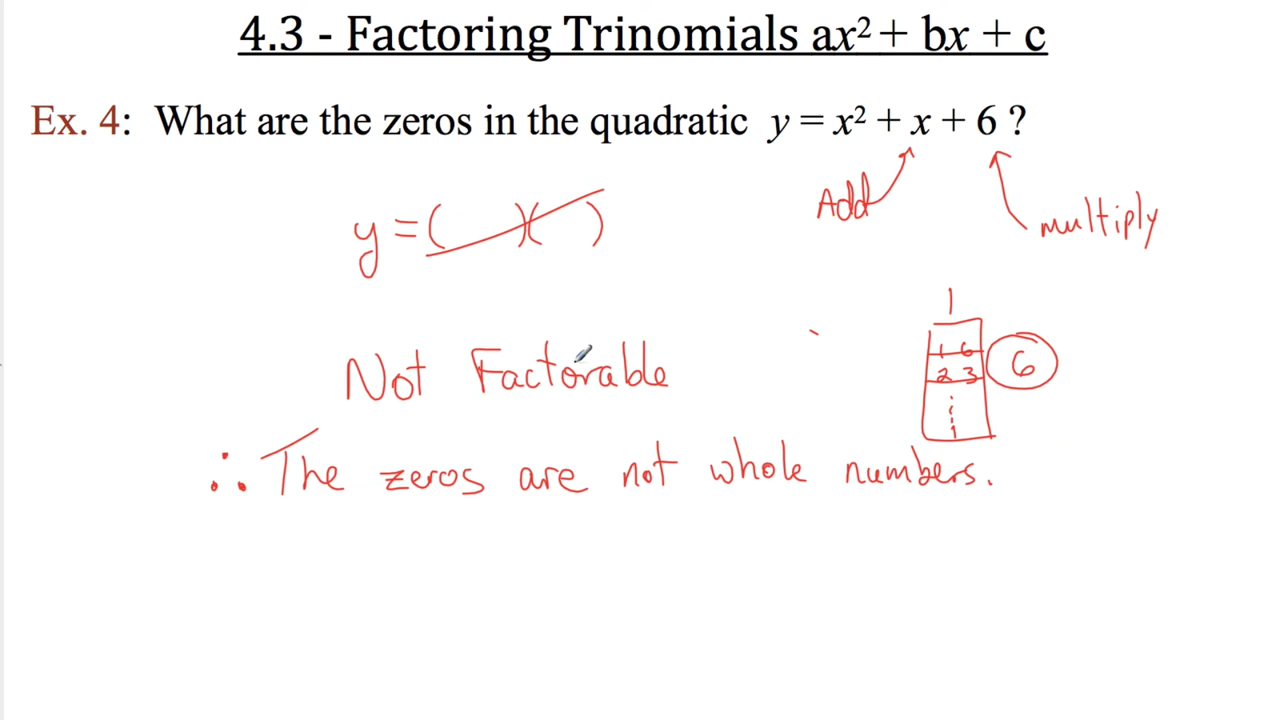 4.3 - Factoring Trinomials ax² + bx + c
Ex. 4: What are the zeros in the quadratic y = x² + x + 6 ?
Add
multiply
y = ( )( )
1
1 6
2 3
6
Not Factorable
∴ The zeros are not whole numbers.